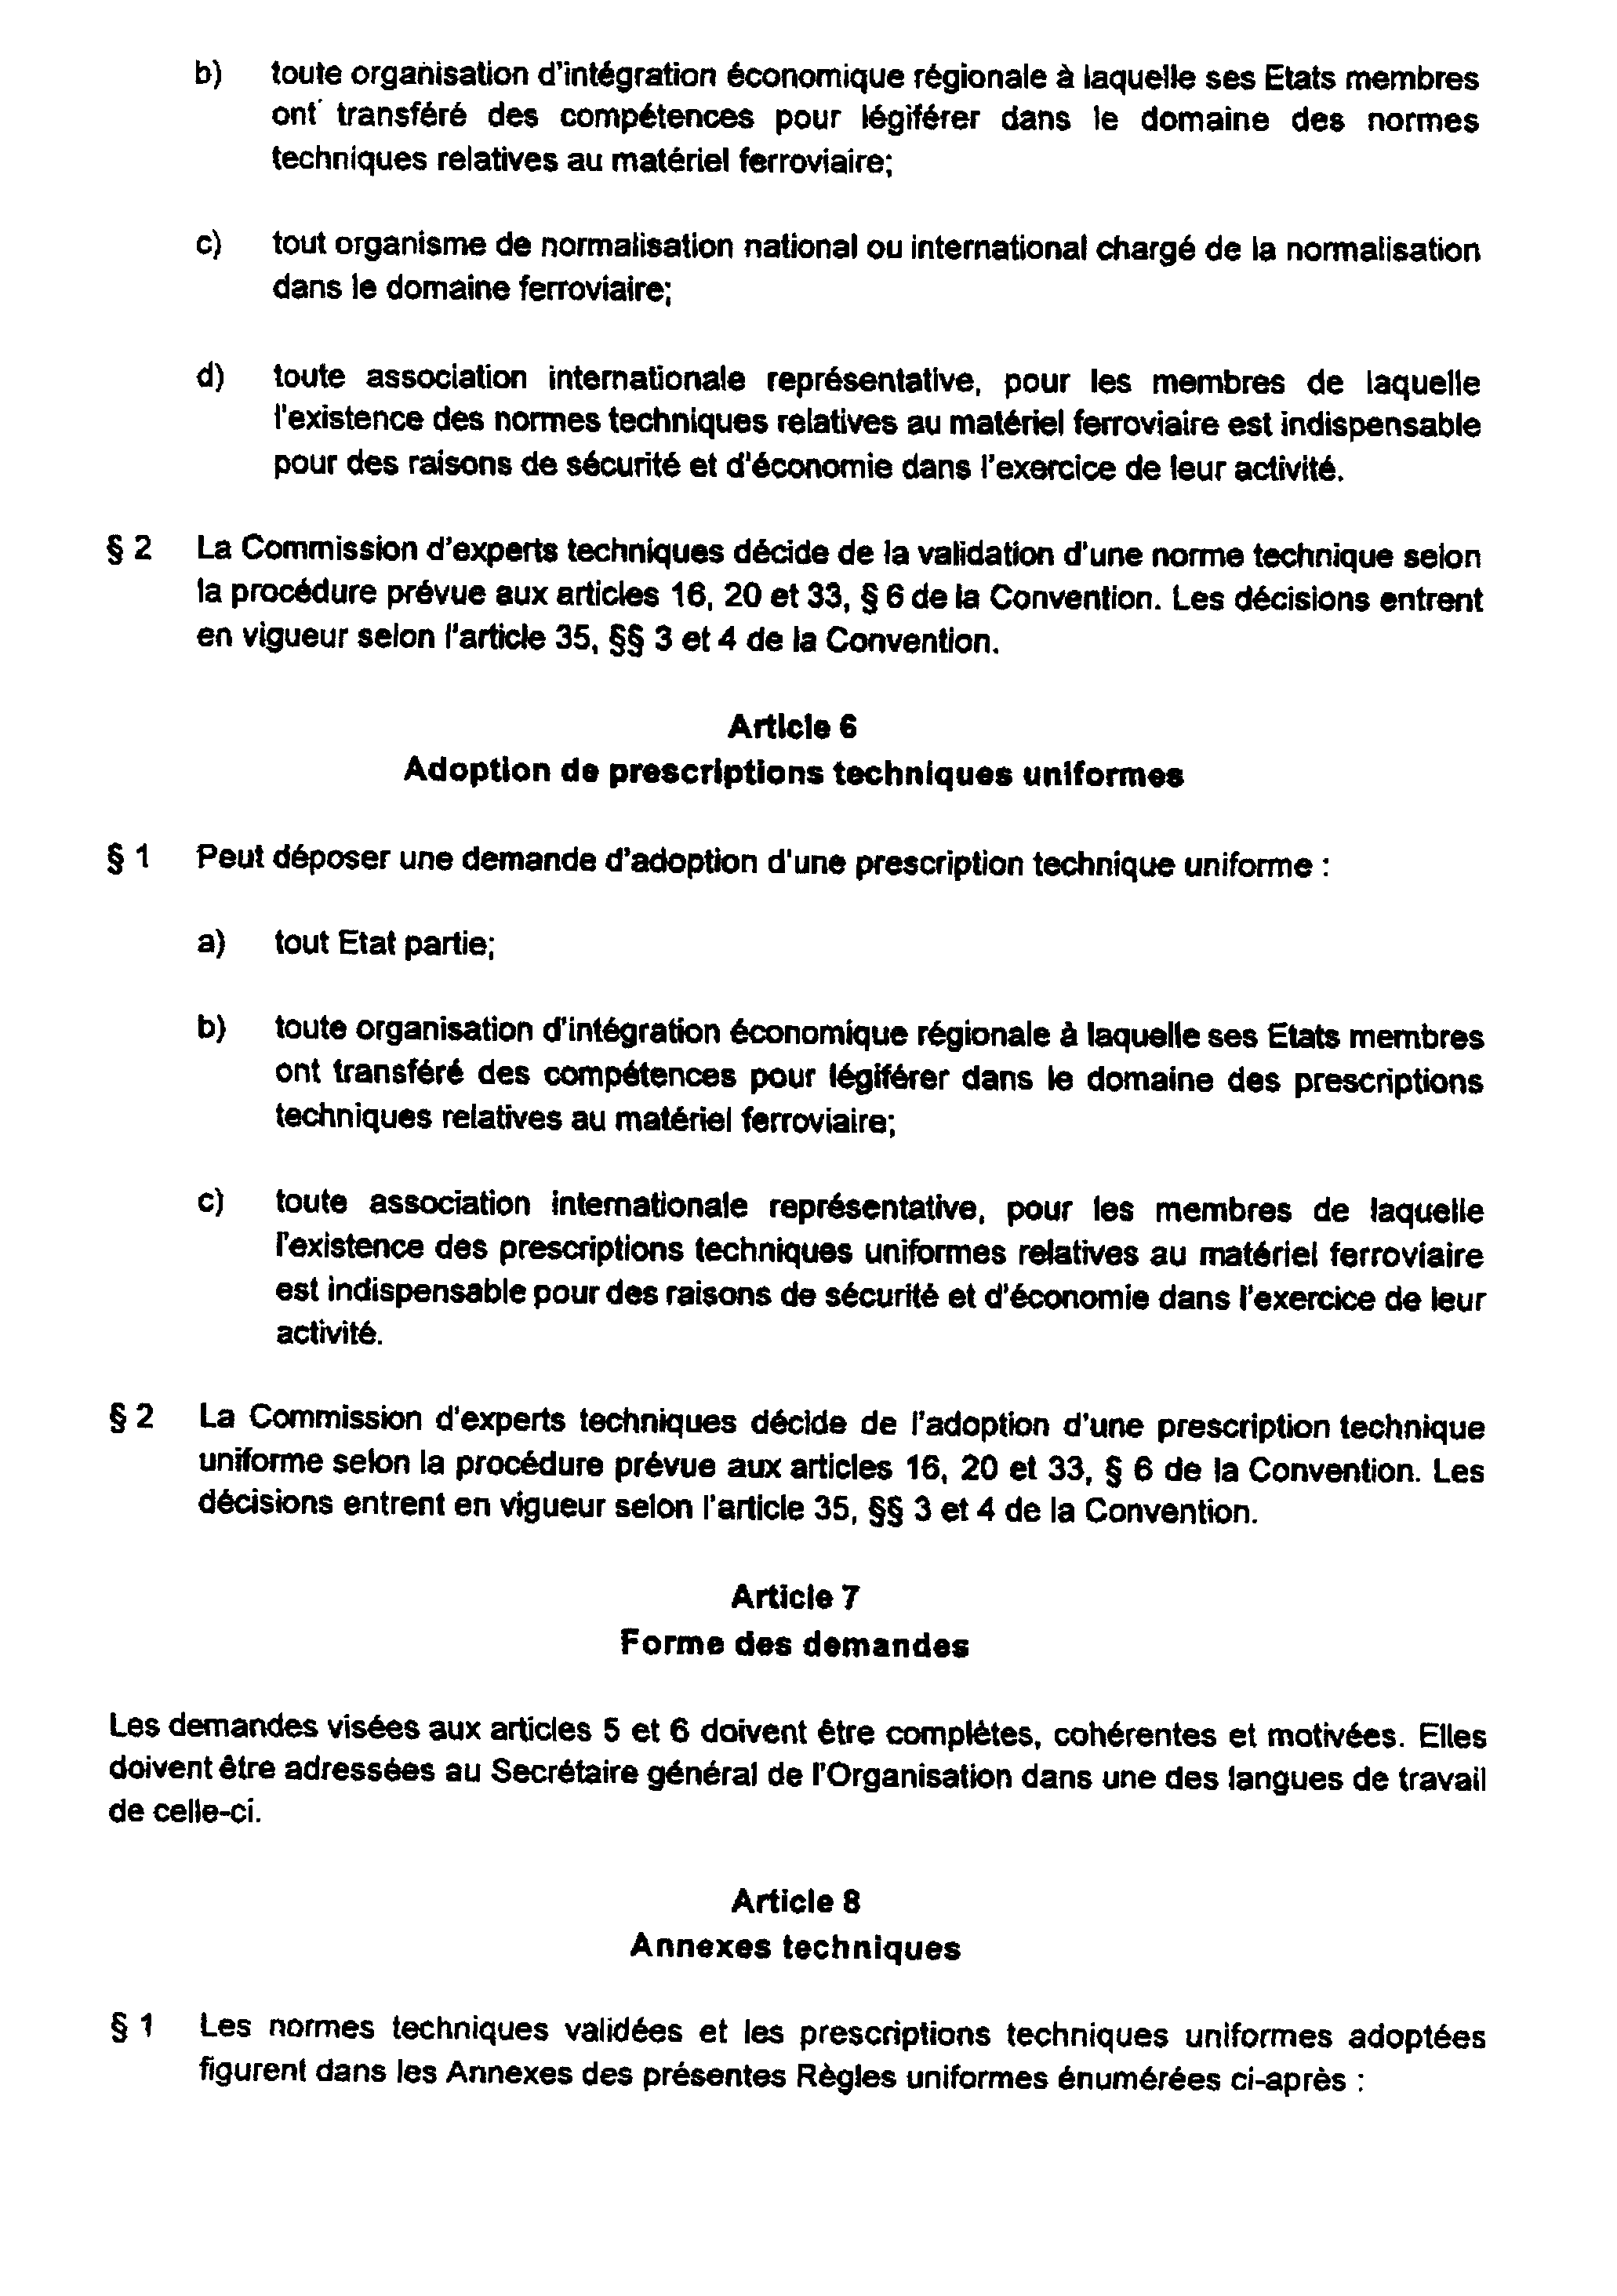 b) toute organisation d'intégration économique régionale à laquelle ses Etats membres
ont transféré des compétences pour légiférer dans le domaine des normes
techniques relatives au matériel ferroviaire;
c) tout organisme de normalisation national ou international chargé de la normalisation
dans le domaine ferroviaire;
d) toute association internationale représentative, pour les membres de laquelle
l'existence des normes techniques relatives au matériel ferroviaire est indispensable
pour des raisons de sécurité et d'économie dans l'exercice de leur activité.
§ 2 La Commission d'experts techniques décide de la validation d'une norme technique selon
la procédure prévue aux articles 16, 20 et 33, § 6 de la Convention. Les décisions entrent
en vigueur selon l'article 35, §§ 3 et 4 de la Convention.
Article 6
Adoption de prescriptions techniques uniformes
§ 1 Peut déposer une demande d'adoption d'une prescription technique uniforme :
a) tout Etat partie;
b) toute organisation d'intégration économique régionale à laquelle ses Etats membres
ont transféré des compétences pour légiférer dans le domaine des prescriptions
techniques relatives au matériel ferroviaire;
c) toute association internationale représentative, pour les membres de laquelle
l'existence des prescriptions techniques uniformes relatives au matériel ferroviaire
est indispensable pour des raisons de sécurité et d'économie dans l'exercice de leur
activité.
§ 2 La Commission d'experts techniques décide de l'adoption d'une prescription technique
uniforme selon la procédure prévue aux articles 16, 20 et 33, § 6 de la Convention. Les
décisions entrent en vigueur selon l'article 35, §§ 3 et 4 de la Convention.
Article 7
Forme des demandes
Les demandes visées aux articles 5 et 6 doivent être complètes, cohérentes et motivées. Elles
doivent être adressées au Secrétaire général de l'Organisation dans une des langues de travail
de celle-ci.
Article 8
Annexes techniques
§ 1 Les normes techniques validées et les prescriptions techniques uniformes adoptées
figurent dans les Annexes des présentes Règles uniformes énumérées ci-après :